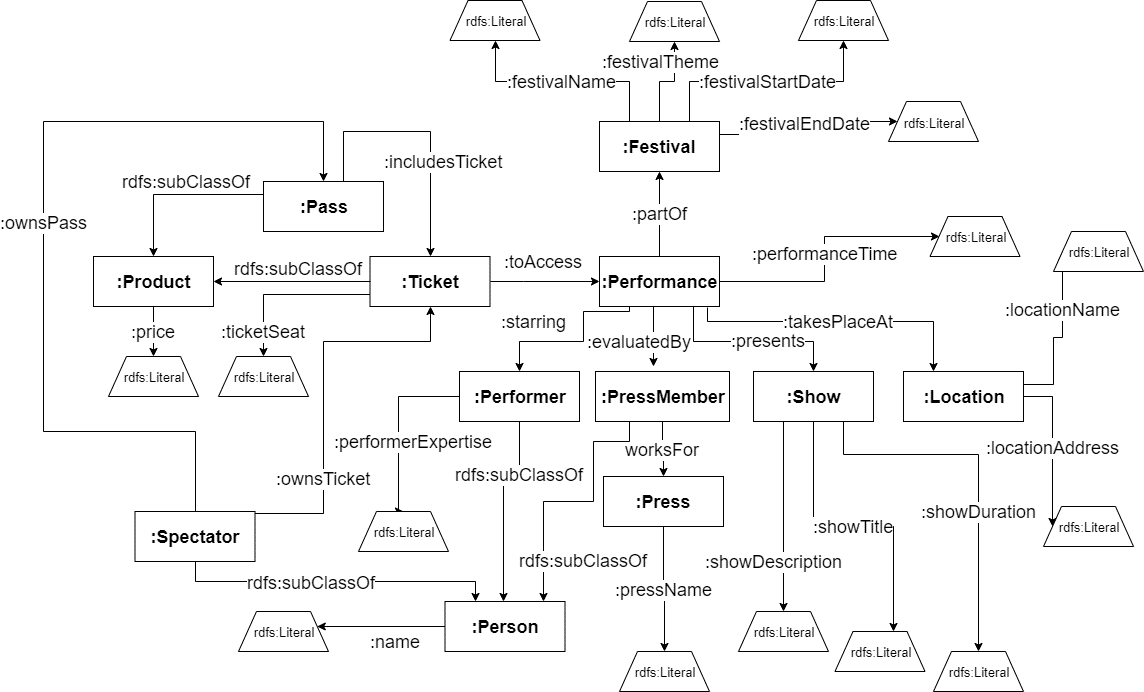 rdfs:Literal
rdfs:Literal
rdfs:Literal
:festivalTheme
:festivalName
:festivalStartDate
:festivalEndDate
rdfs:Literal
:Festival
:includesTicket
rdfs:subClassOf
:Pass
:ownsPass
:partOf
rdfs:Literal
:performanceTime
rdfs:Literal
:toAccess
rdfs:subClassOf
:Product
:Ticket
:Performance
:locationName
:starring
:takesPlaceAt
:price
:ticketSeat
:evaluatedBy
:presents
rdfs:Literal
rdfs:Literal
:Performer
:PressMember
:Show
:Location
:performerExpertise
worksFor
:locationAddress
rdfs:subClassOf
:ownsTicket
:Press
:showDuration
:showTitle
rdfs:Literal
rdfs:Literal
:Spectator
rdfs:subClassOf
:showDescription
rdfs:subClassOf
:pressName
:Person
rdfs:Literal
:name
rdfs:Literal
rdfs:Literal
rdfs:Literal
rdfs:Literal